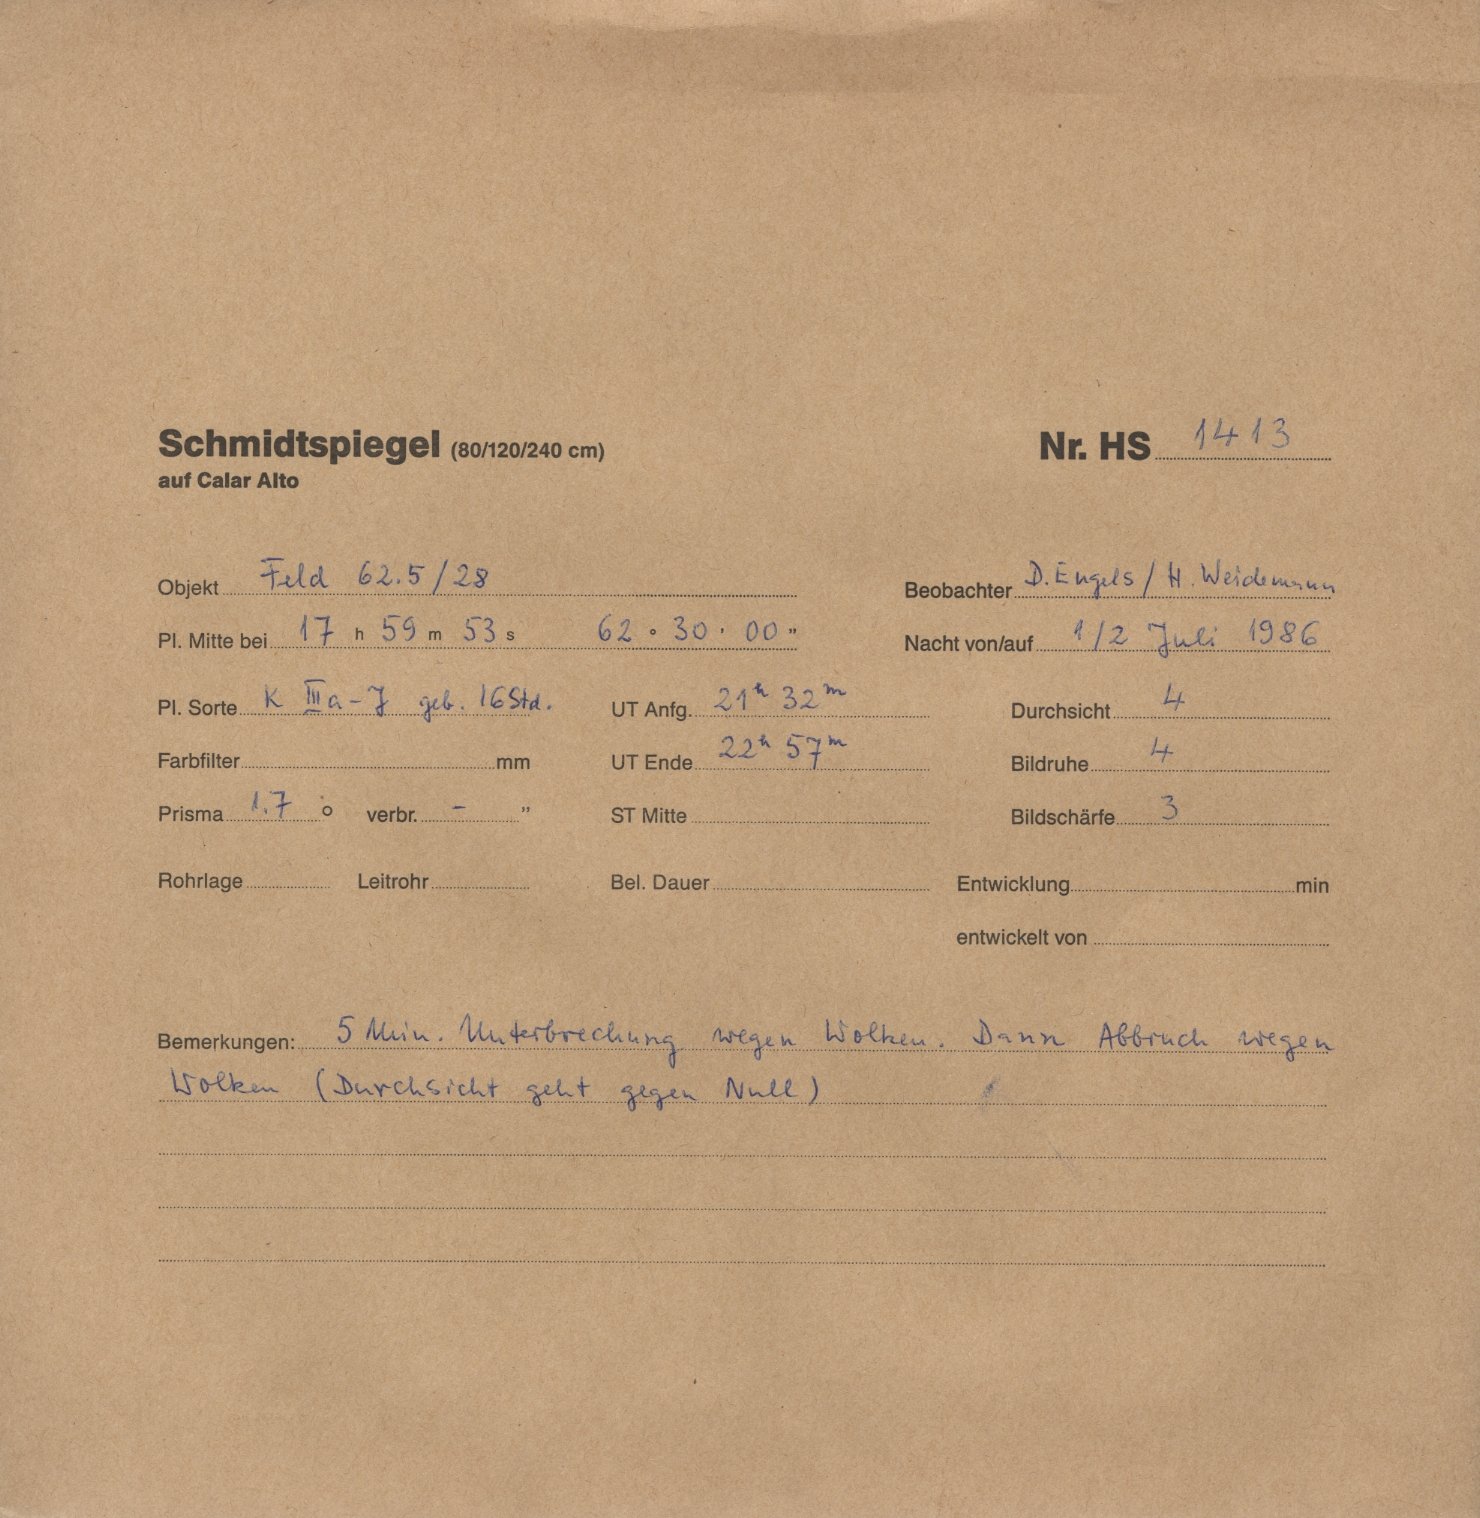 Schmidtspiegel (80/120/240 cm) Nr. HS 1413
auf Calar Alto
Objekt Feld 62.5/28 Beobachter D. Engels / H. Weidemann
Pl. Mitte bei 17 h 59 m 53 s 62 ° 30 ' 00 " Nacht von/auf 1/2 Juli 1986
Pl. Sorte K IIIa-J geb. 16 Std. UT Anfg. 21h 32m Durchsicht 4
Farbfilter mm UT Ende 22h 57m Bildruhe 4
Prisma 1.7 ° verbr. - " ST Mitte Bildschärfe 3
Rohrlage Leitrohr Bel. Dauer Entwicklung min
entwickelt von
Bemerkungen: 5 Min. Unterbrechung wegen Wolken. Dann Abbruch wegen
Wolken (Durchsicht geht gegen Null)